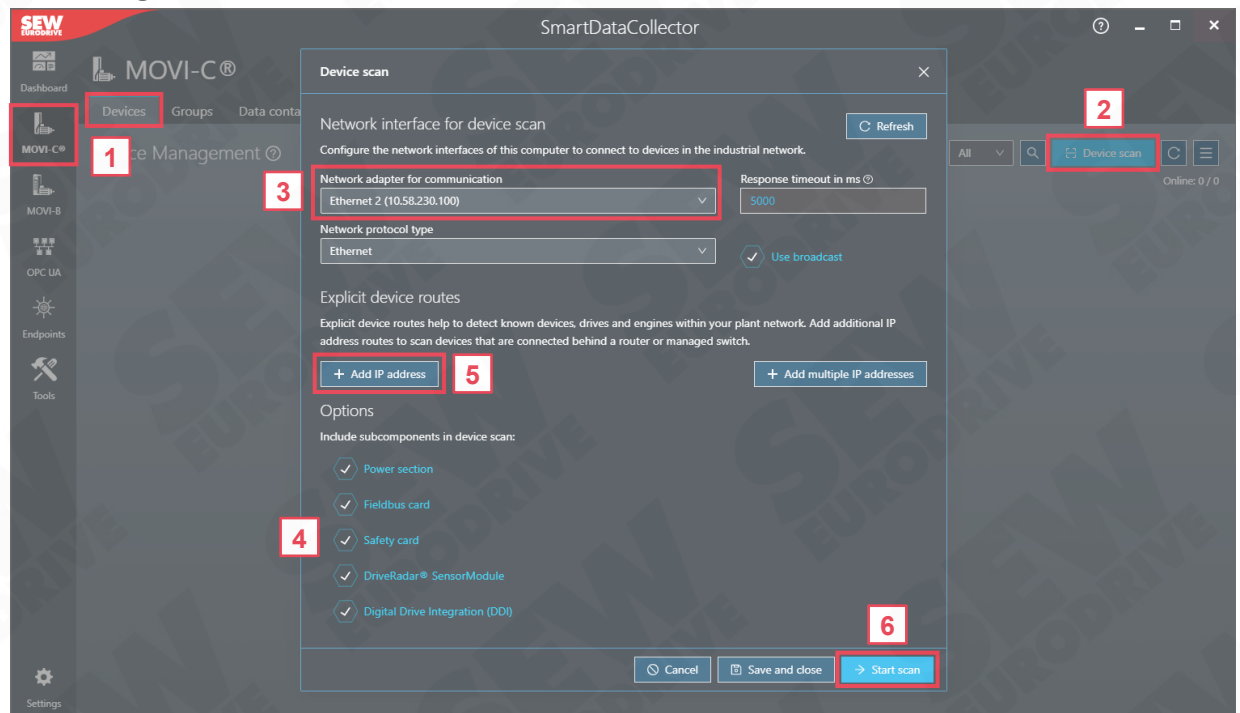 SEW
EURODRIVE
SmartDataCollector
Dashboard
MOVI-C®
Device scan
Devices Groups Data conta
Network interface for device scan
Refresh
2
MOVI-C®
1
ce Management
Configure the network interfaces of this computer to connect to devices in the industrial network.
All
Device scan
3
Network adapter for communication
Response timeout in ms
Online: 0 / 0
Ethernet 2 (10.58.230.100)
5000
MOVI-B
Network protocol type
Ethernet
Use broadcast
OPC UA
Explicit device routes
Explicit device routes help to detect known devices, drives and engines within your plant network. Add additional IP
address routes to scan devices that are connected behind a router or managed switch.
Endpoints
+ Add IP address
5
+ Add multiple IP addresses
Tools
Options
Include subcomponents in device scan:
Power section
Fieldbus card
4
Safety card
DriveRadar® SensorModule
Digital Drive Integration (DDI)
6
Cancel
Save and close
→ Start scan
Settings